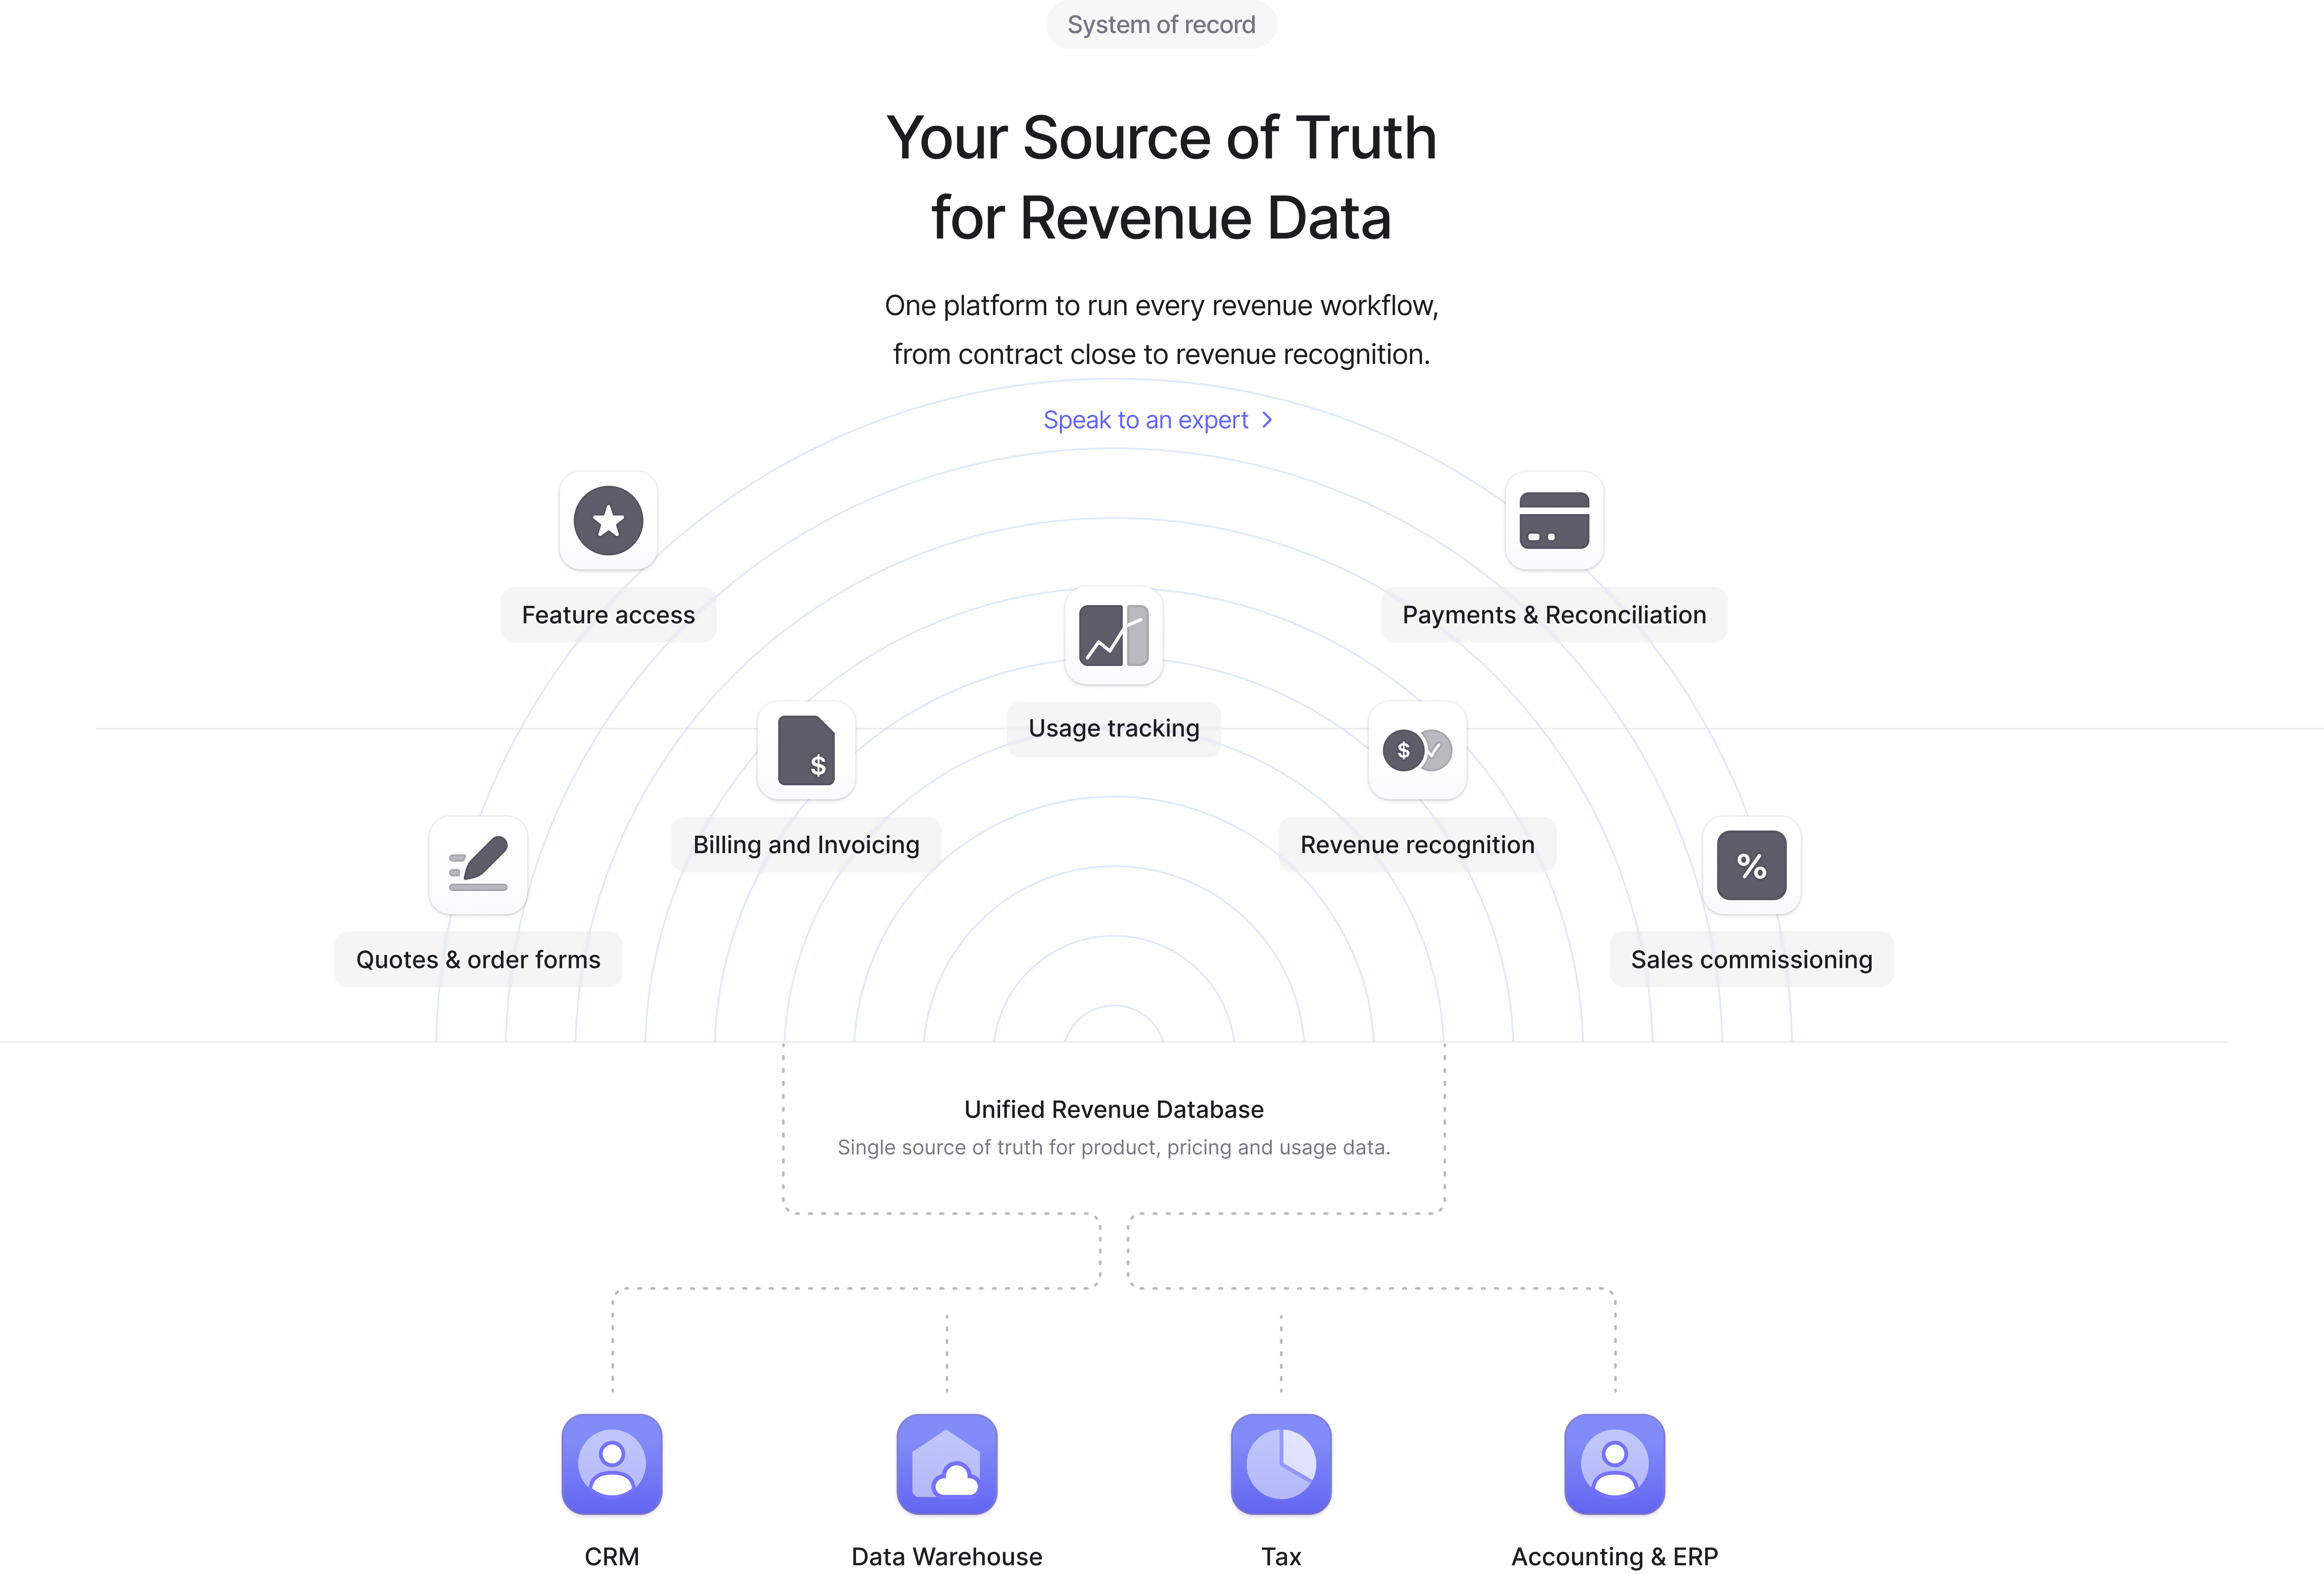 System of record
Your Source of Truth
for Revenue Data
One platform to run every revenue workflow,
from contract close to revenue recognition.
Speak to an expert
Feature access
Payments & Reconciliation
Usage tracking
$
$
Billing and Invoicing
Revenue recognition
%
Quotes & order forms
Sales commissioning
Unified Revenue Database
Single source of truth for product, pricing and usage data.
CRM
Data Warehouse
Tax
Accounting & ERP